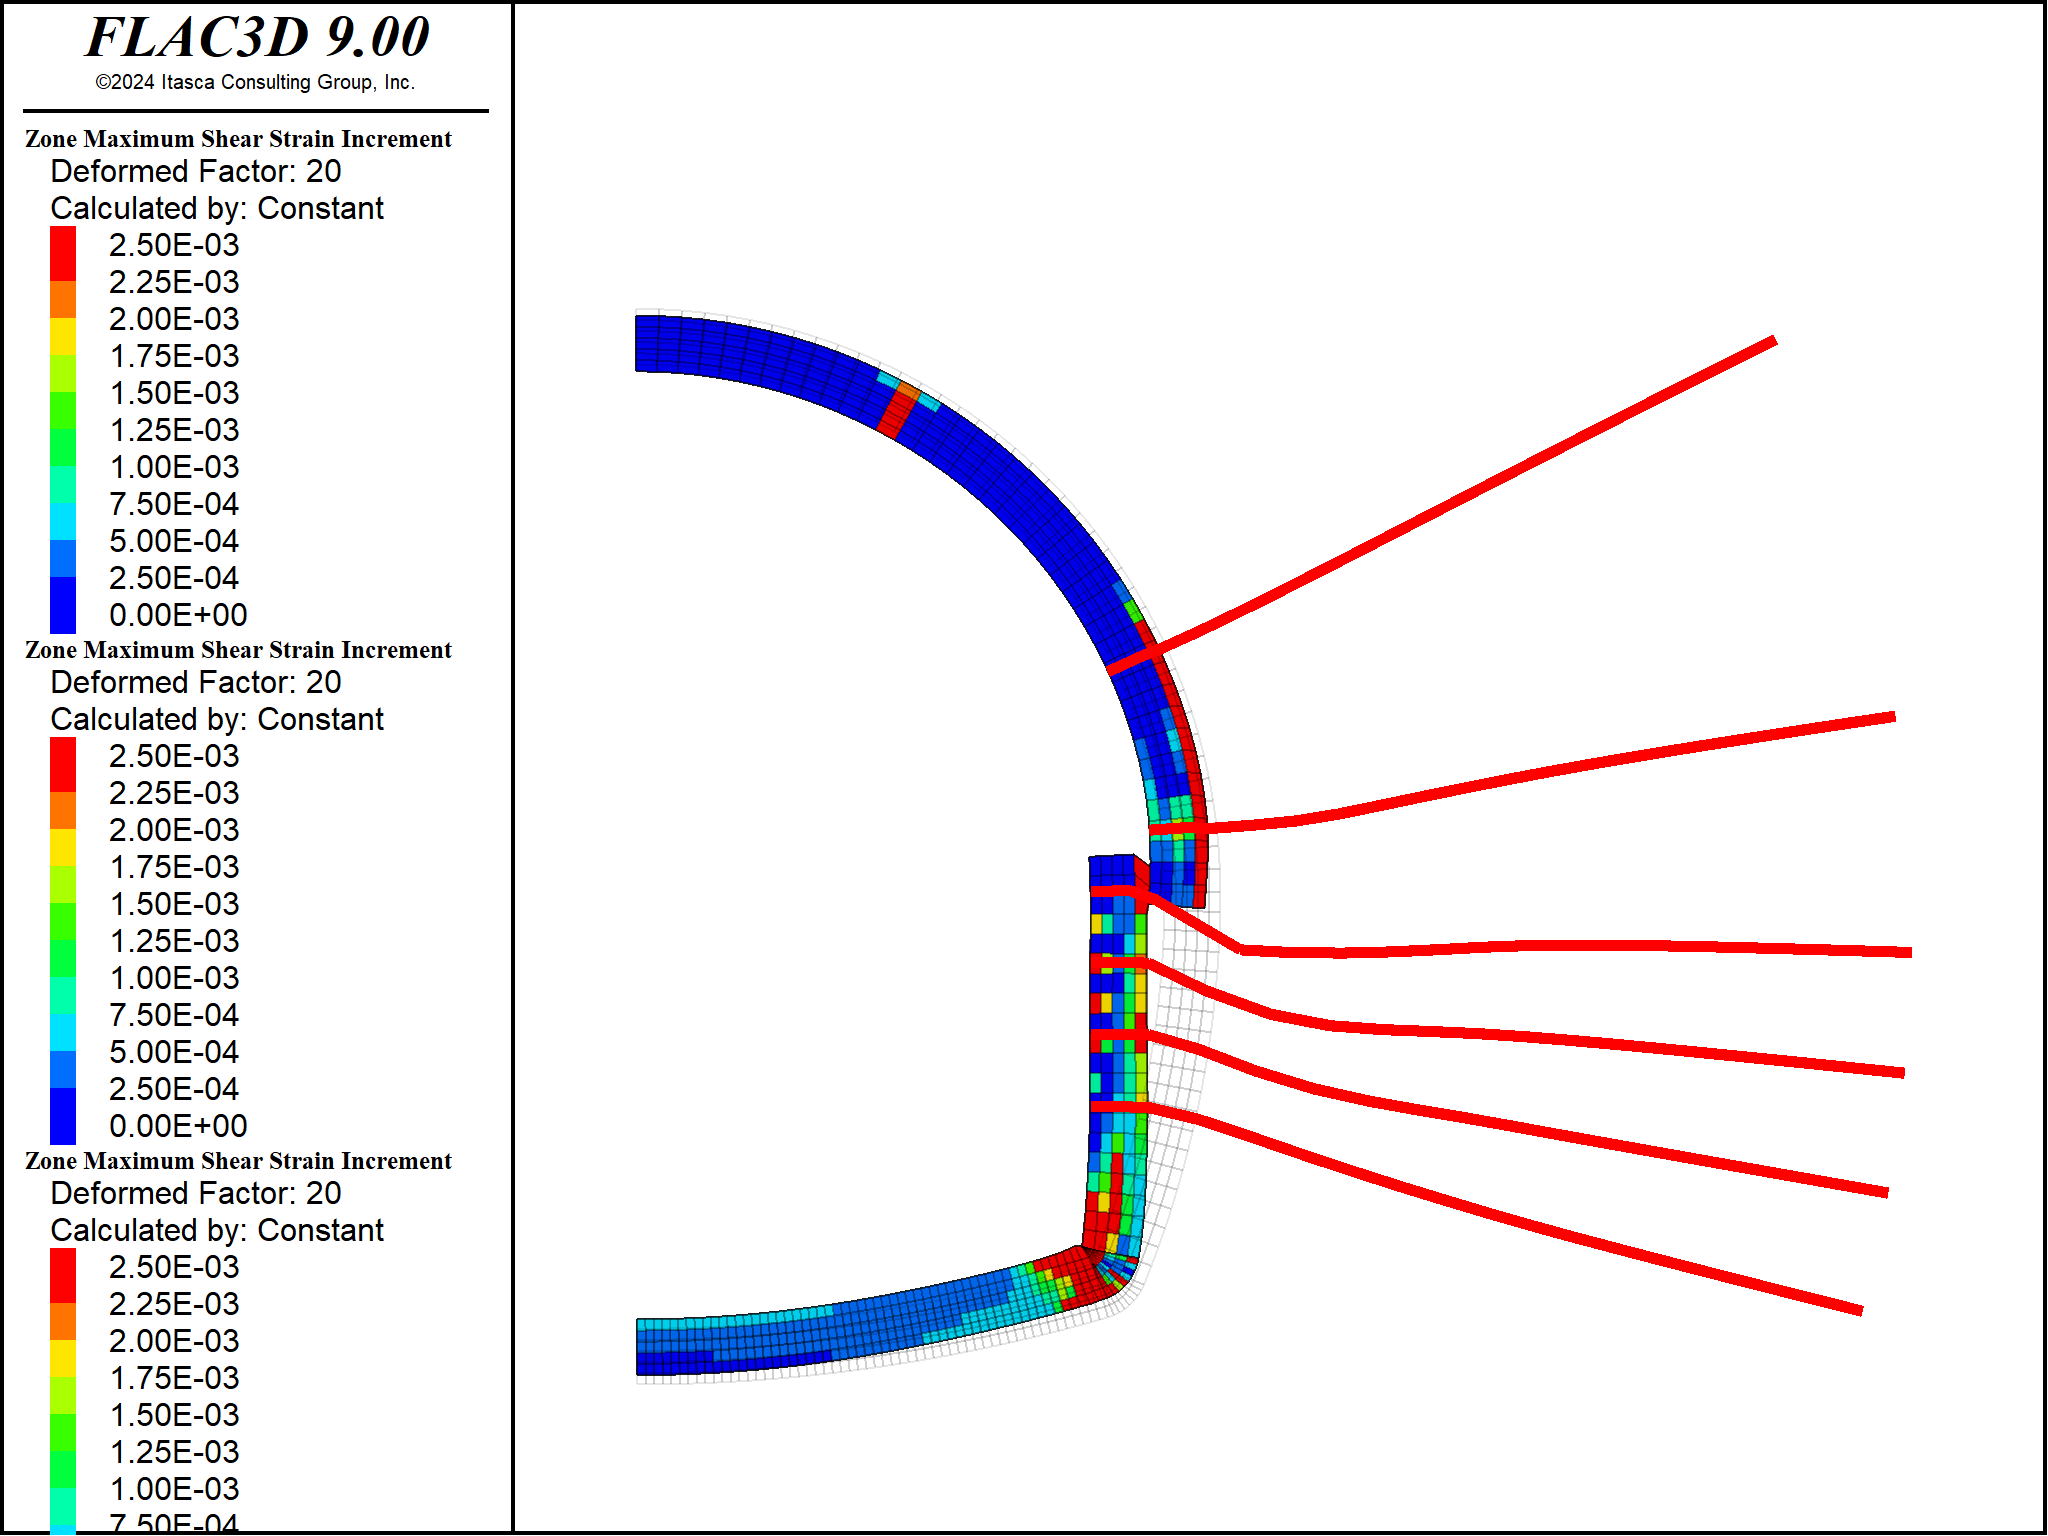 FLAC3D 9.00
©2024 Itasca Consulting Group, Inc.
Zone Maximum Shear Strain Increment
Deformed Factor: 20
Calculated by: Constant
2.50E-03
2.25E-03
2.00E-03
1.75E-03
1.50E-03
1.25E-03
1.00E-03
7.50E-04
5.00E-04
2.50E-04
0.00E+00
Zone Maximum Shear Strain Increment
Deformed Factor: 20
Calculated by: Constant
2.50E-03
2.25E-03
2.00E-03
1.75E-03
1.50E-03
1.25E-03
1.00E-03
7.50E-04
5.00E-04
2.50E-04
0.00E+00
Zone Maximum Shear Strain Increment
Deformed Factor: 20
Calculated by: Constant
2.50E-03
2.25E-03
2.00E-03
1.75E-03
1.50E-03
1.25E-03
1.00E-03
7.50E-04